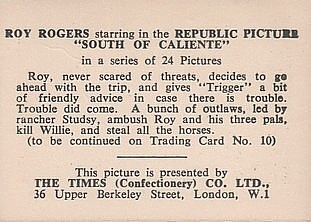 ROY ROGERS starring in the REPUBLIC PICTURE
"SOUTH OF CALIENTE"
in a series of 24 Pictures
Roy, never scared of threats, decides to go
ahead with the trip, and gives "Trigger" a bit
of friendly advice in case there is trouble.
Trouble did come. A bunch of outlaws, led by
rancher Studsy, ambush Roy and his three pals,
kill Willie, and steal all the horses.
(to be continued on Trading Card No. 10)
This picture is presented by
THE TIMES (Confectionery) CO. LTD.,
36 Upper Berkeley Street, London, W.1